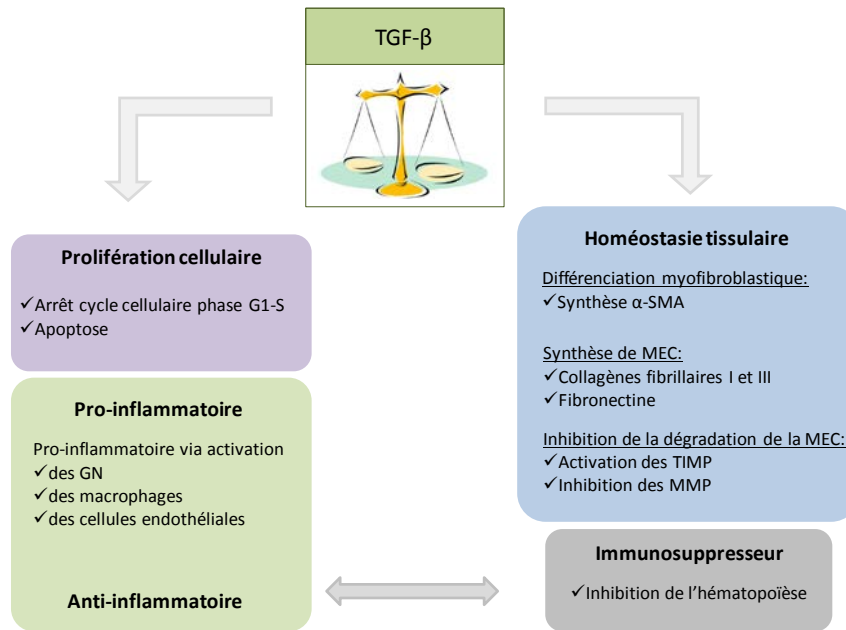 TGF-β
Prolifération cellulaire
✓Arrêt cycle cellulaire phase G1-S
✓Apoptose
Pro-inflammatoire
Pro-inflammatoire via activation
✓des GN
✓des macrophages
✓des cellules endothéliales
Anti-inflammatoire
Homéostasie tissulaire
Différenciation myofibroblastique:
✓Synthèse α-SMA
Synthèse de MEC:
✓Collagènes fibrillaires I et III
✓Fibronectine
Inhibition de la dégradation de la MEC:
✓Activation des TIMP
✓Inhibition des MMP
Immunosuppresseur
✓Inhibition de l'hématopoïèse